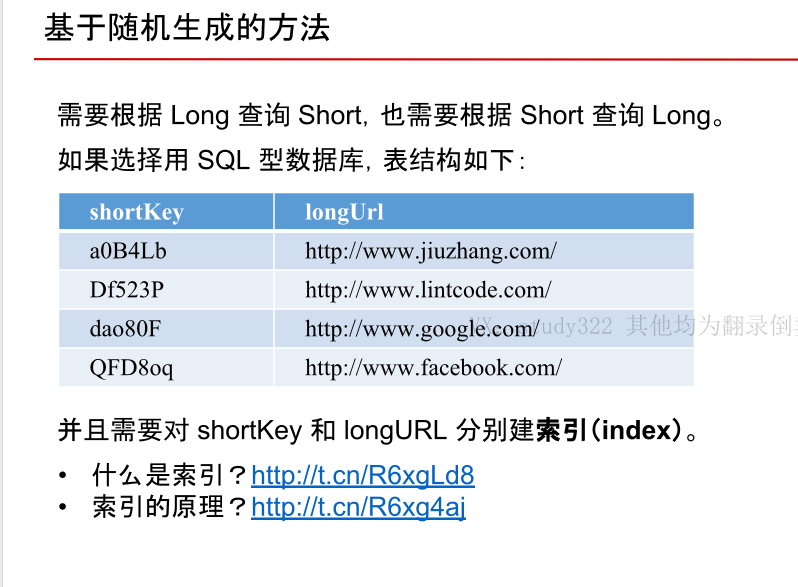 基于随机生成的方法
需要根据 Long 查询 Short，也需要根据 Short 查询 Long。
如果选择用 SQL 型数据库，表结构如下：
shortKey longUrl
a0B4Lb http://www.jiuzhang.com/
Df523P http://www.lintcode.com/
dao80F http://www.google.com/
study322 其他均为翻录倒
QFD8oq http://www.facebook.com/
并且需要对 shortKey 和 longURL 分别建索引（index）。
• 什么是索引？http://t.cn/R6xgLd8
• 索引的原理？http://t.cn/R6xg4aj